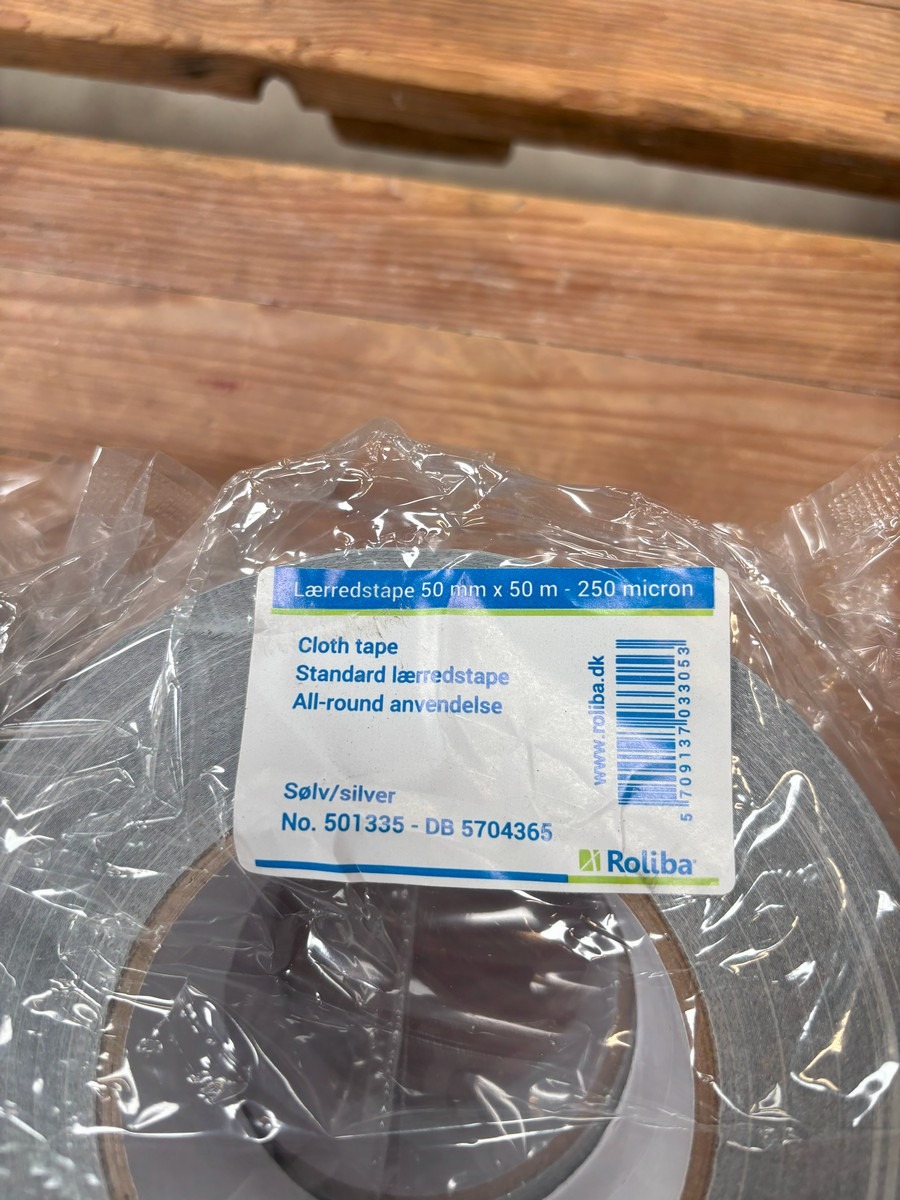 Lærredstape 50 mm x 50 m - 250 micron
Cloth tape
Standard lærredstape
All-round anvendelse
www.roliba.dk
5 709137 033053
Sølv/silver
No. 501335 - DB 5704365
Roliba